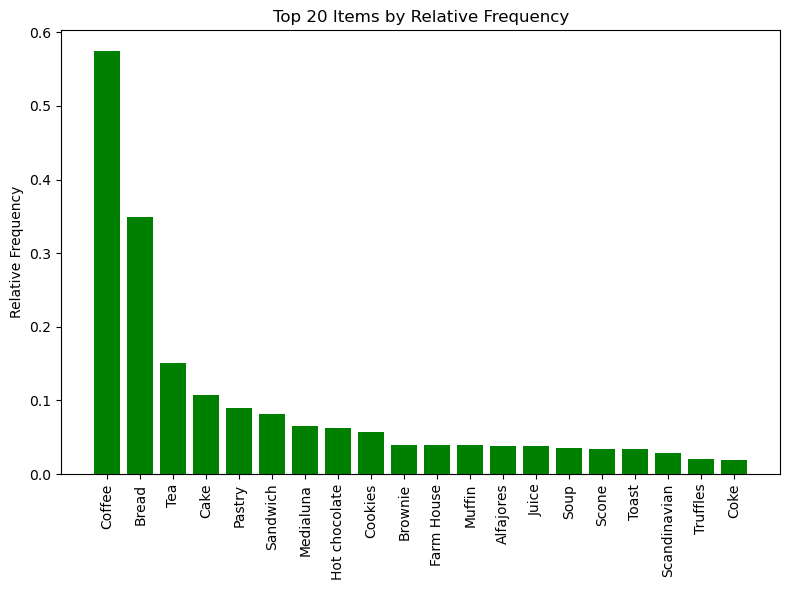 Top 20 Items by Relative Frequency
Relative Frequency
0.6
0.5
0.4
0.3
0.2
0.1
0.0
Coffee
Bread
Tea
Cake
Pastry
Sandwich
Medialuna
Hot chocolate
Cookies
Brownie
Farm House
Muffin
Alfajores
Juice
Soup
Scone
Toast
Scandinavian
Truffles
Coke